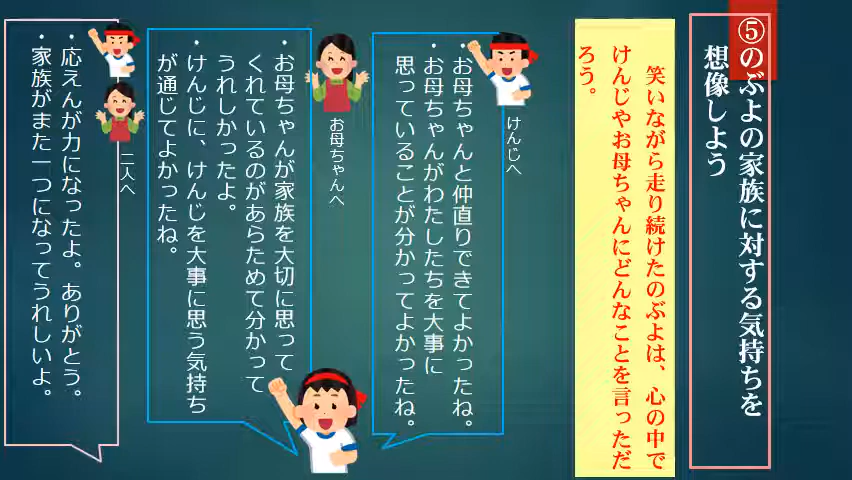 ⑤のぶよの家族に対する気持ちを
想像しよう
笑いながら走り続けたのぶよは、心の中で
けんじやお母ちゃんにどんなことを言っただ
ろう。
けんじへ
・お母ちゃんと仲直りできてよかったね。
・お母ちゃんがわたしたちを大事に
思っていることが分かってよかったね。
お母ちゃんへ
・お母ちゃんが家族を大切に思って
くれているのがあらためて分かって
うれしかったよ。
・けんじに、けんじを大事に思う気持ち
が通じてよかったね。
二人へ
・応えんが力になったよ。ありがとう。
・家族がまた一つになってうれしいよ。